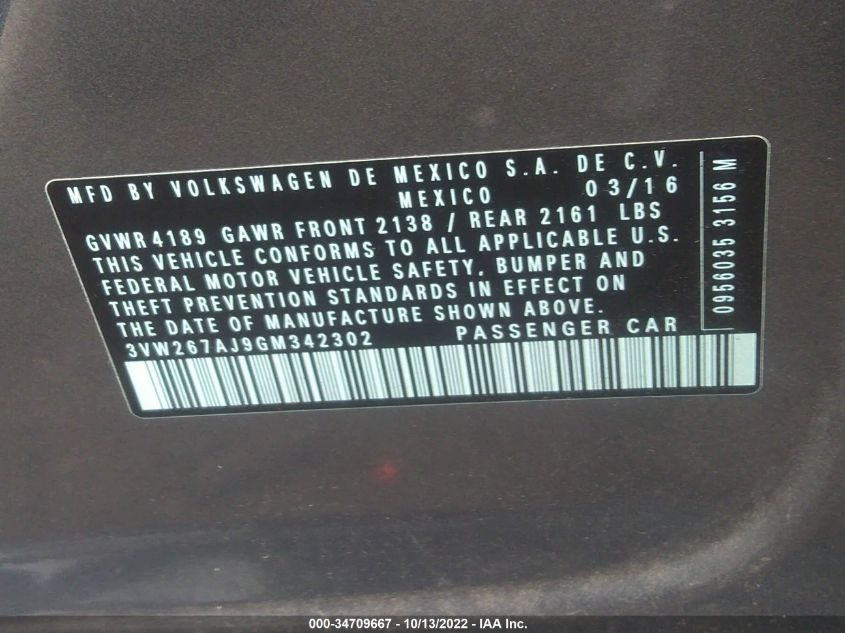 MFD BY VOLKSWAGEN DE MEXICO S.A. DE C.V.
MEXICO 03/16
GVWR 4189 GAWR FRONT 2138 / REAR 2161 LBS
THIS VEHICLE CONFORMS TO ALL APPLICABLE U.S.
FEDERAL MOTOR VEHICLE SAFETY, BUMPER AND
THEFT PREVENTION STANDARDS IN EFFECT ON
THE DATE OF MANUFACTURE SHOWN ABOVE.
3VW267AJ9GM342302 PASSENGER CAR
0956035 3156 M
000-34709667 - 10/13/2022 - IAA Inc.